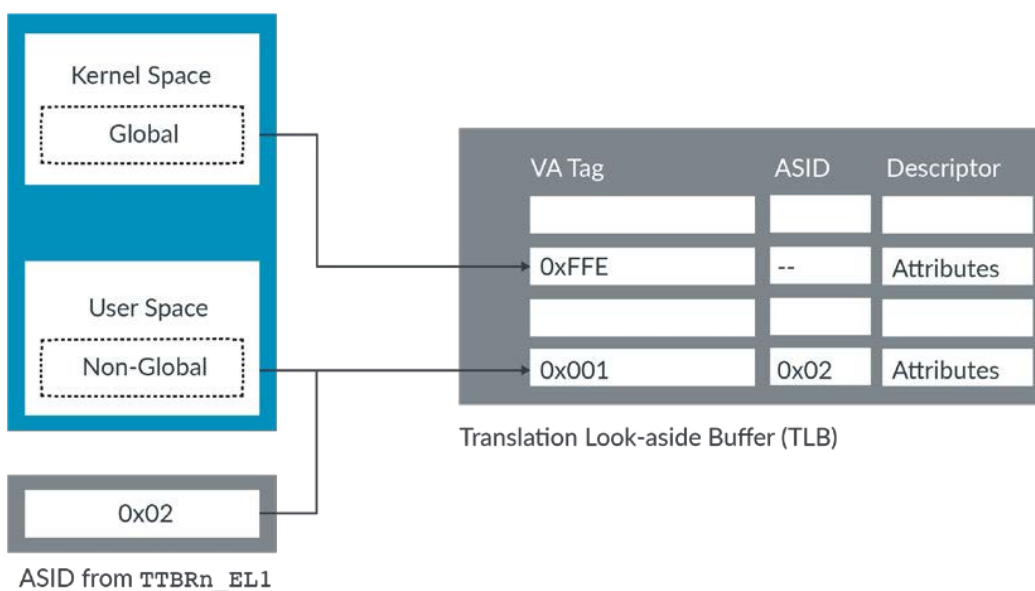 Kernel Space
Global
User Space
Non-Global
0x02
ASID from TTBRn_EL1
VA Tag ASID Descriptor
0xFFE -- Attributes
0x001 0x02 Attributes
Translation Look-aside Buffer (TLB)